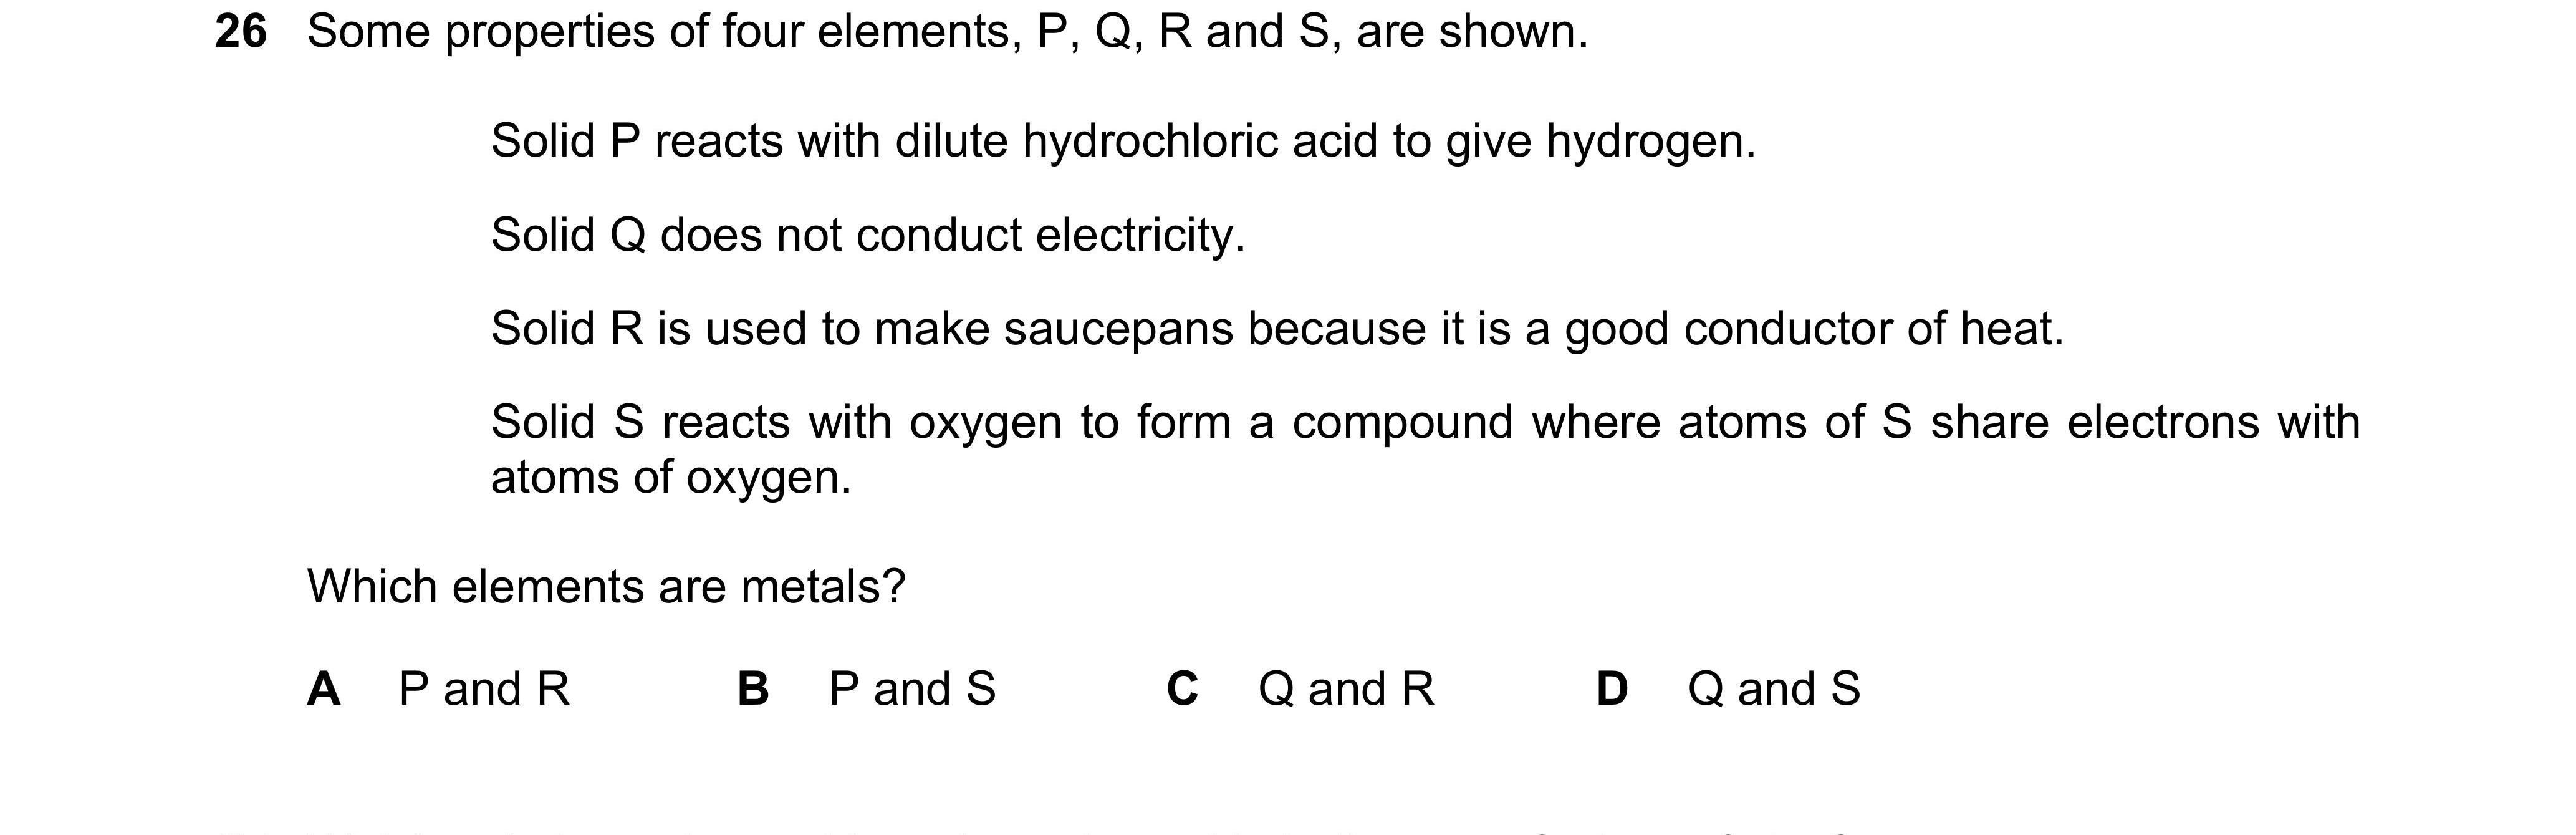 26 Some properties of four elements, P, Q, R and S, are shown.
Solid P reacts with dilute hydrochloric acid to give hydrogen.
Solid Q does not conduct electricity.
Solid R is used to make saucepans because it is a good conductor of heat.
Solid S reacts with oxygen to form a compound where atoms of S share electrons with
atoms of oxygen.
Which elements are metals?
A P and R B P and S C Q and R D Q and S